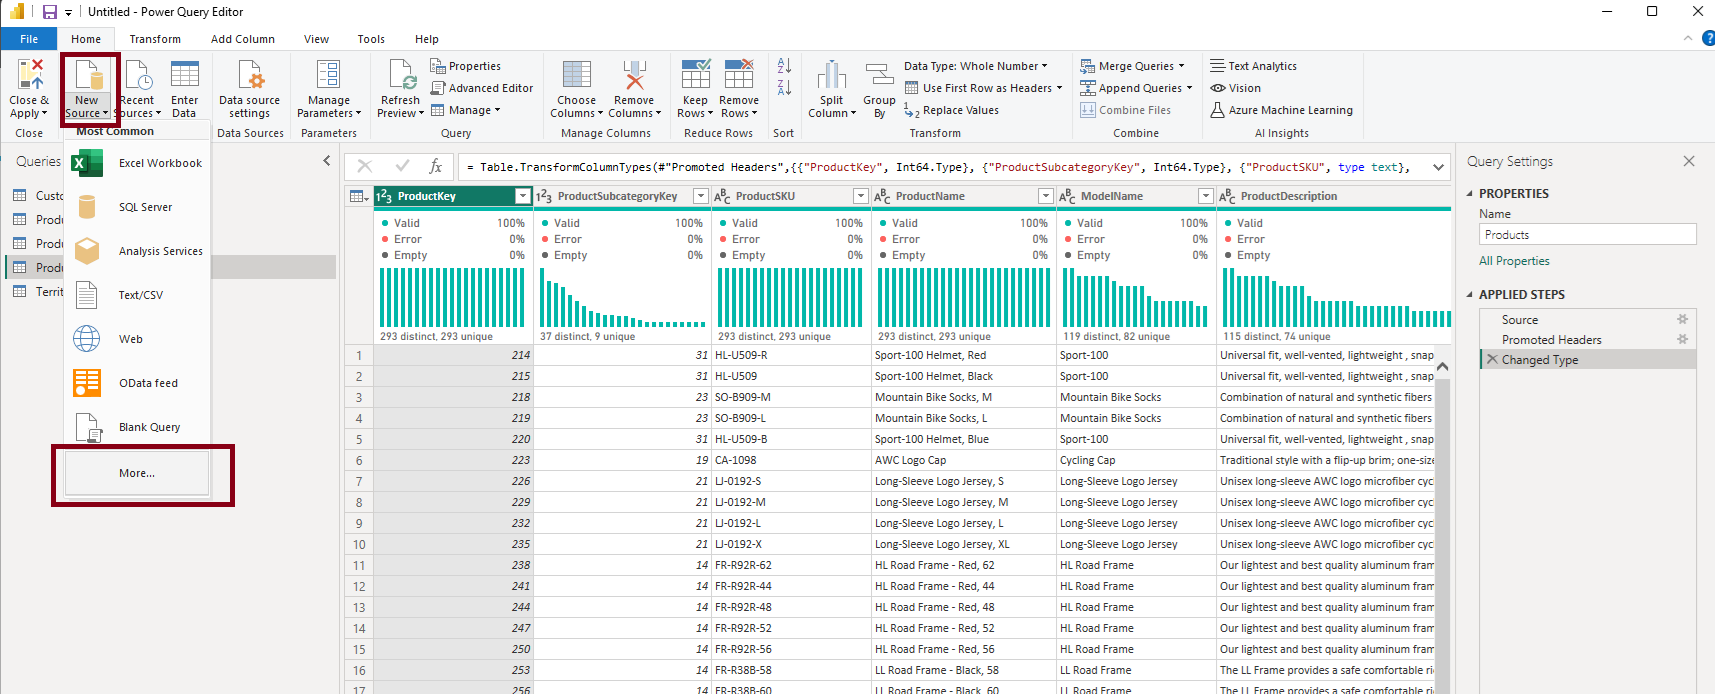 Untitled - Power Query Editor
File Home Transform Add Column View Tools Help
Close & Apply
New Source
Recent Sources
Enter Data
Data source settings
Manage Parameters
Refresh Preview
Properties
Advanced Editor
Manage
Choose Columns
Remove Columns
Keep Rows
Remove Rows
Split Column
Group By
Data Type: Whole Number
Use First Row as Headers
Replace Values
Merge Queries
Append Queries
Combine Files
Text Analytics
Vision
Azure Machine Learning
Close Data Sources Parameters Query Manage Columns Reduce Rows Sort Transform Combine AI Insights
Most Common
Excel Workbook
SQL Server
Analysis Services
Text/CSV
Web
OData feed
Blank Query
More...
Queries
Custo
Produ
Produ
Produ
Territ
= Table.TransformColumnTypes(#"Promoted Headers",{{"ProductKey", Int64.Type}, {"ProductSubcategoryKey", Int64.Type}, {"ProductSKU", type text},
ProductKey ProductSubcategoryKey ProductSKU ProductName ModelName ProductDescription
Valid 100% Valid 100% Valid 100% Valid 100% Valid 100% Valid
Error 0% Error 0% Error 0% Error 0% Error 0% Error
Empty 0% Empty 0% Empty 0% Empty 0% Empty 0% Empty
293 distinct, 293 unique 37 distinct, 9 unique 293 distinct, 293 unique 293 distinct, 293 unique 119 distinct, 82 unique 115 distinct, 74 unique
1 214 31 HL-U509-R Sport-100 Helmet, Red Sport-100 Universal fit, well-vented, lightweight , snap
2 215 31 HL-U509 Sport-100 Helmet, Black Sport-100 Universal fit, well-vented, lightweight , snap
3 218 23 SO-B909-M Mountain Bike Socks, M Mountain Bike Socks Combination of natural and synthetic fibers
4 219 23 SO-B909-L Mountain Bike Socks, L Mountain Bike Socks Combination of natural and synthetic fibers
5 220 31 HL-U509-B Sport-100 Helmet, Blue Sport-100 Universal fit, well-vented, lightweight , snap
6 223 19 CA-1098 AWC Logo Cap Cycling Cap Traditional style with a flip-up brim; one-size
7 226 21 LJ-0192-S Long-Sleeve Logo Jersey, S Long-Sleeve Logo Jersey Unisex long-sleeve AWC logo microfiber cyc
8 229 21 LJ-0192-M Long-Sleeve Logo Jersey, M Long-Sleeve Logo Jersey Unisex long-sleeve AWC logo microfiber cyc
9 232 21 LJ-0192-L Long-Sleeve Logo Jersey, L Long-Sleeve Logo Jersey Unisex long-sleeve AWC logo microfiber cyc
10 235 21 LJ-0192-X Long-Sleeve Logo Jersey, XL Long-Sleeve Logo Jersey Unisex long-sleeve AWC logo microfiber cyc
11 238 14 FR-R92R-62 HL Road Frame - Red, 62 HL Road Frame Our lightest and best quality aluminum fram
12 241 14 FR-R92R-44 HL Road Frame - Red, 44 HL Road Frame Our lightest and best quality aluminum fram
13 244 14 FR-R92R-48 HL Road Frame - Red, 48 HL Road Frame Our lightest and best quality aluminum fram
14 247 14 FR-R92R-52 HL Road Frame - Red, 52 HL Road Frame Our lightest and best quality aluminum fram
15 250 14 FR-R92R-56 HL Road Frame - Red, 56 HL Road Frame Our lightest and best quality aluminum fram
16 253 14 FR-R38B-58 LL Road Frame - Black, 58 LL Road Frame The LL Frame provides a safe comfortable ri
17 256 14 FR-R38B-60 LL Road Frame - Black, 60 LL Road Frame The LL Frame provides a safe comfortable ri
Query Settings
PROPERTIES
Name
Products
All Properties
APPLIED STEPS
Source
Promoted Headers
Changed Type